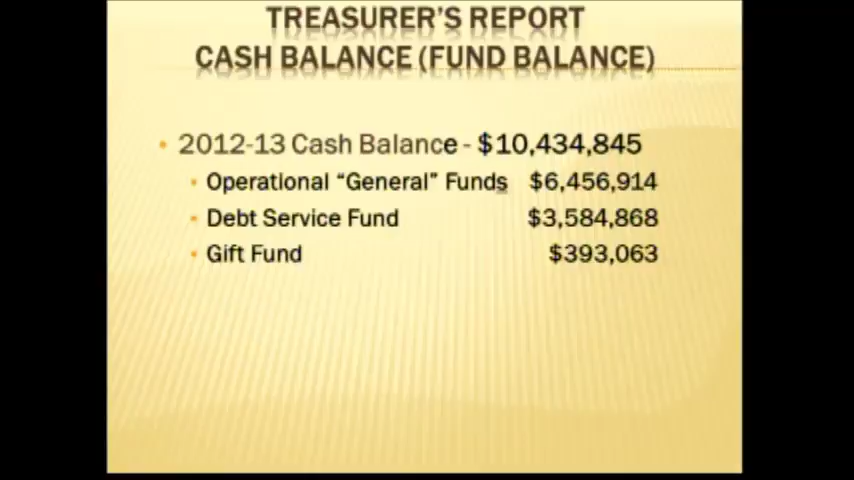 TREASURER'S REPORT
CASH BALANCE (FUND BALANCE)
• 2012-13 Cash Balance - $10,434,845
• Operational “General” Funds $6,456,914
• Debt Service Fund $3,584,868
• Gift Fund $393,063